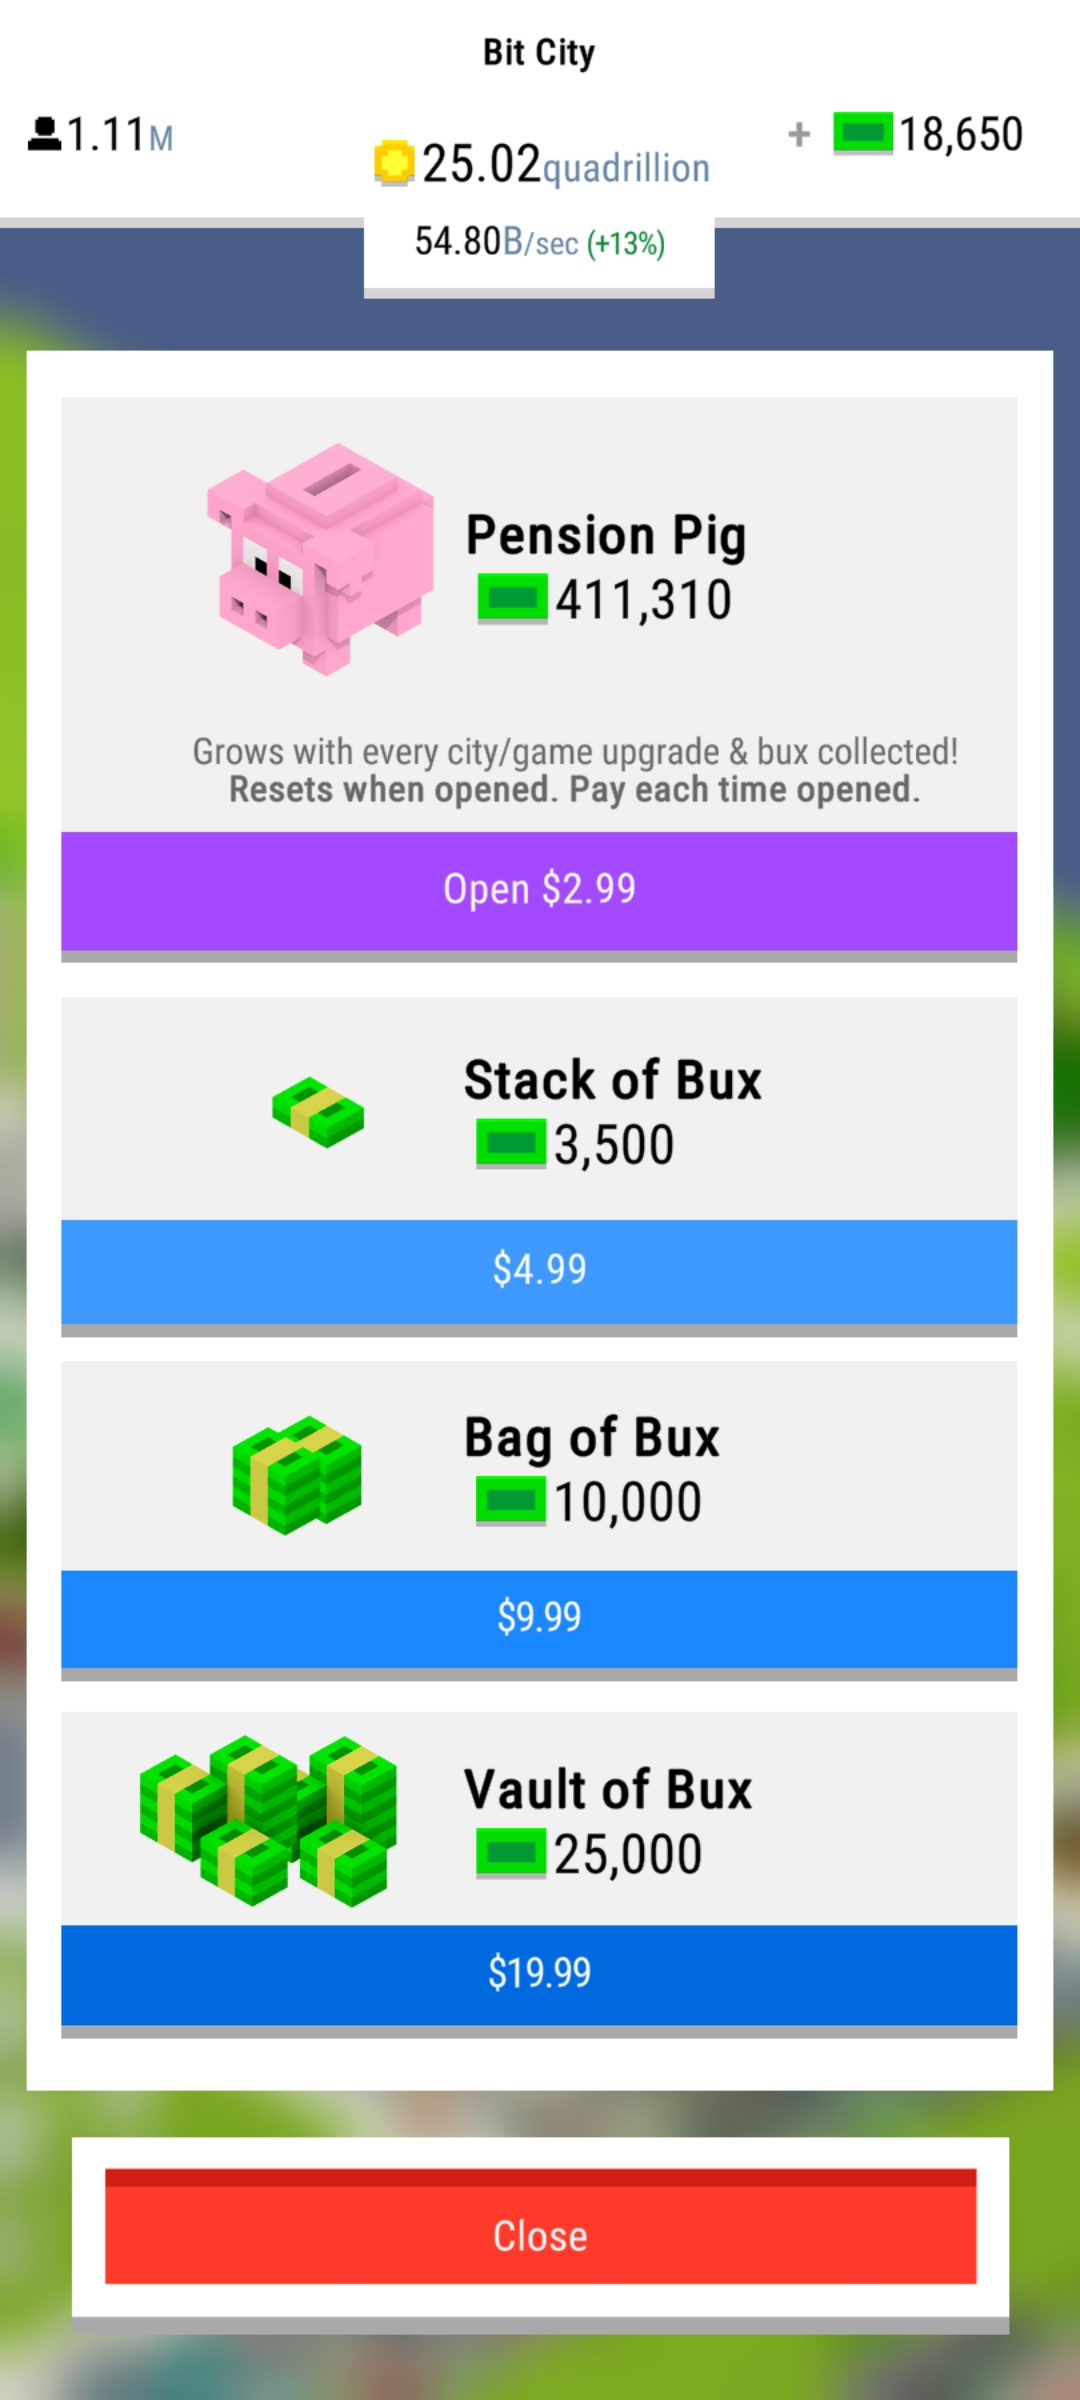 Bit City
1.11M
25.02quadrillion
+ 18,650
54.80B/sec (+13%)
Pension Pig
411,310
Grows with every city/game upgrade & bux collected!
Resets when opened. Pay each time opened.
Open $2.99
Stack of Bux
3,500
$4.99
Bag of Bux
10,000
$9.99
Vault of Bux
25,000
$19.99
Close